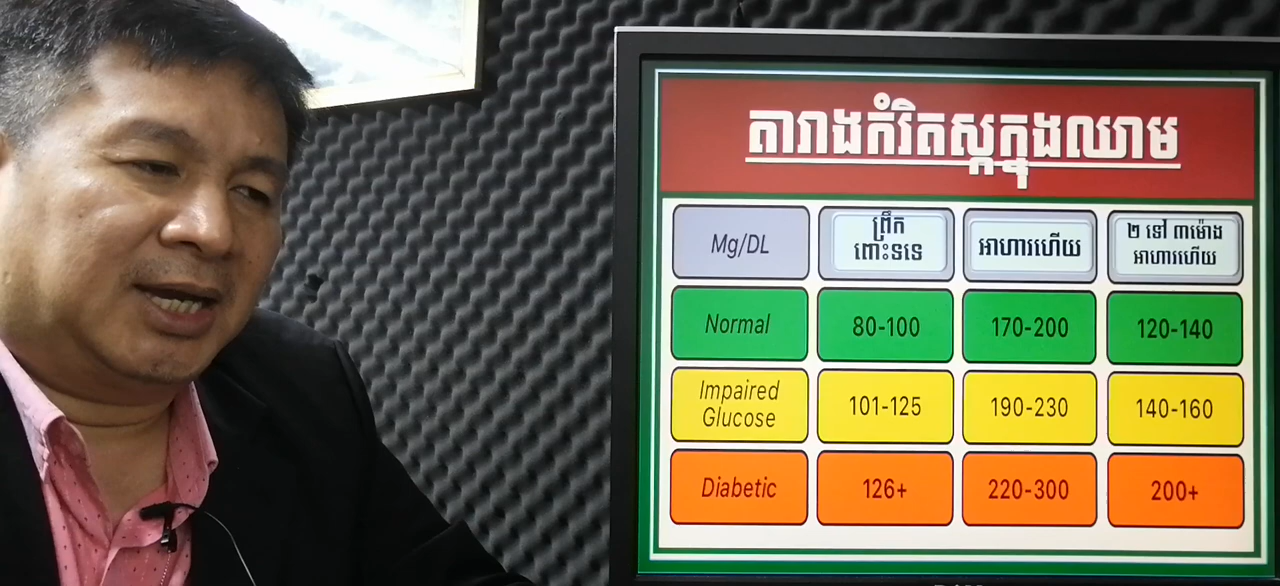 តារាងកំរិតស្ករក្នុងឈាម
Mg/DL
ព្រឹក
ពោះទទេ
អាហារហើយ
២ ទៅ ៣ម៉ោង
អាហារហើយ
Normal
80-100
170-200
120-140
Impaired
Glucose
101-125
190-230
140-160
Diabetic
126+
220-300
200+